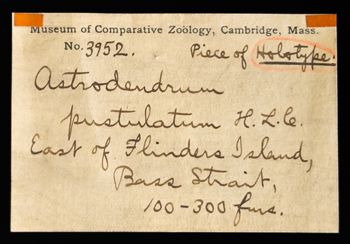 Museum of Comparative Zoölogy, Cambridge, Mass.
No. 3952. Piece of Holotype.
Astrodendrum
pustulatum H.L.C.
East of Flinders Island,
Bass Strait,
100-300 fms.